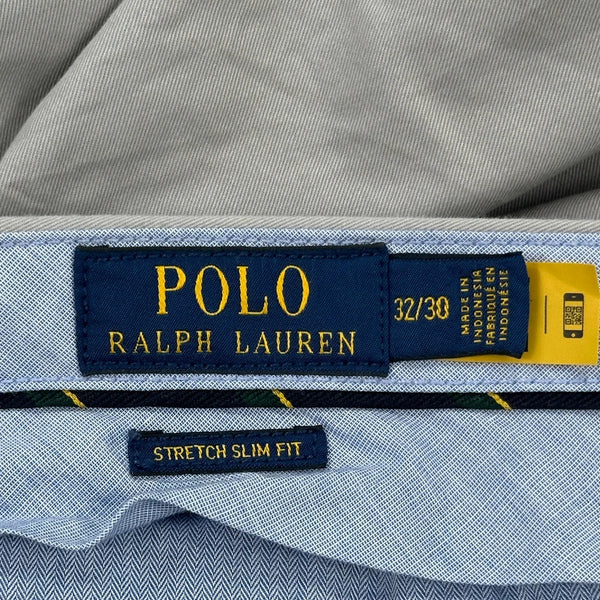 POLO
RALPH LAUREN
32/30
MADE IN
INDONESIA
FABRIQUÉ EN
INDONÉSIE
STRETCH SLIM FIT